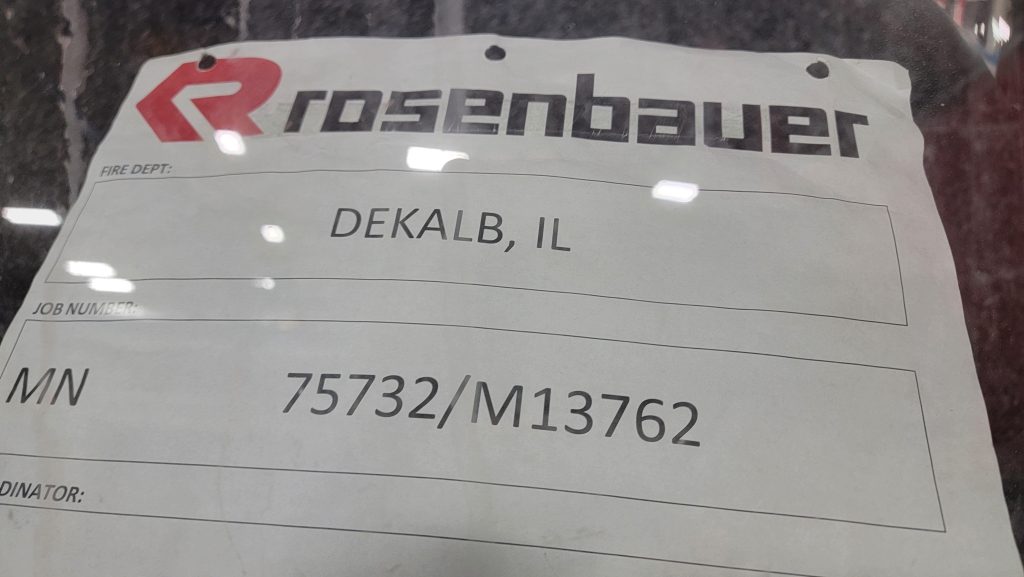 rosenbauer
FIRE DEPT:
DEKALB, IL
JOB NUMBER:
MN 75732/M13762
DINATOR: